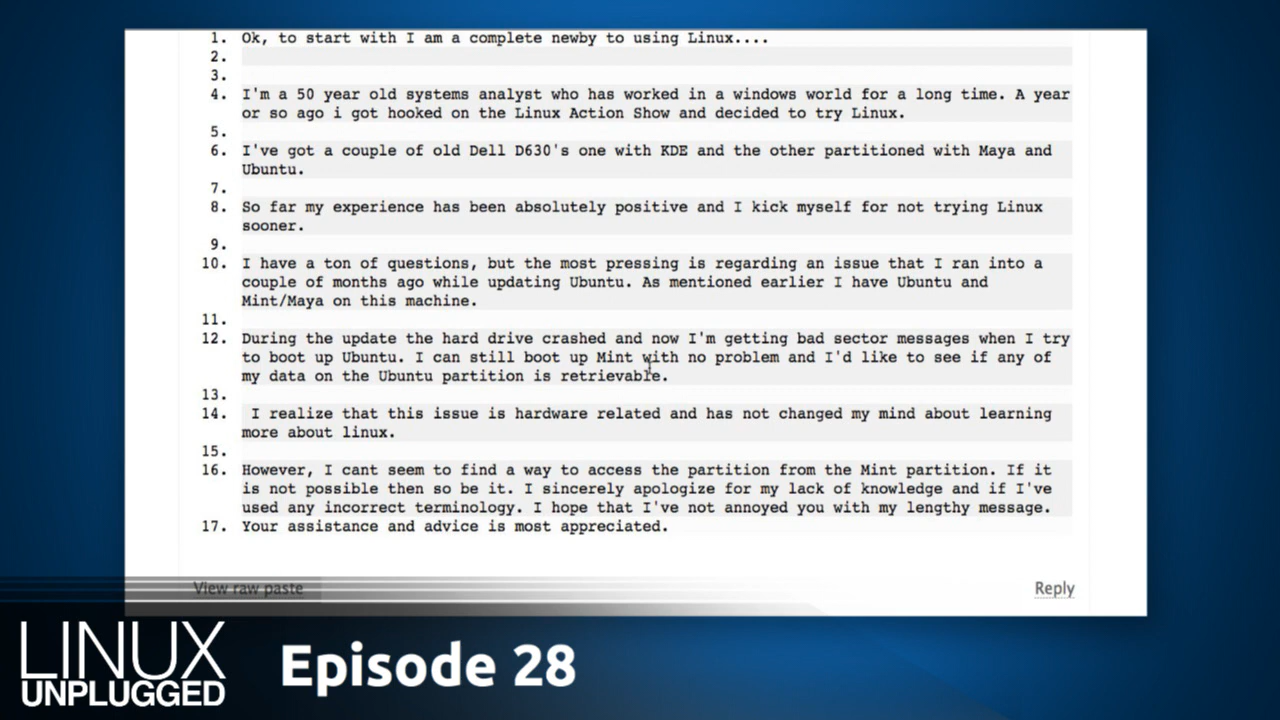 1. Ok, to start with I am a complete newby to using Linux....
2.
3.
4. I'm a 50 year old systems analyst who has worked in a windows world for a long time. A year
or so ago i got hooked on the Linux Action Show and decided to try Linux.
5.
6. I've got a couple of old Dell D630's one with KDE and the other partitioned with Maya and
Ubuntu.
7.
8. So far my experience has been absolutely positive and I kick myself for not trying Linux
sooner.
9.
10. I have a ton of questions, but the most pressing is regarding an issue that I ran into a
couple of months ago while updating Ubuntu. As mentioned earlier I have Ubuntu and
Mint/Maya on this machine.
11.
12. During the update the hard drive crashed and now I'm getting bad sector messages when I try
to boot up Ubuntu. I can still boot up Mint with no problem and I'd like to see if any of
my data on the Ubuntu partition is retrievable.
13.
14. I realize that this issue is hardware related and has not changed my mind about learning
more about linux.
15.
16. However, I cant seem to find a way to access the partition from the Mint partition. If it
is not possible then so be it. I sincerely apologize for my lack of knowledge and if I've
used any incorrect terminology. I hope that I've not annoyed you with my lengthy message.
17. Your assistance and advice is most appreciated.
View raw paste
Reply
LINUX
UNPLUGGED
Episode 28